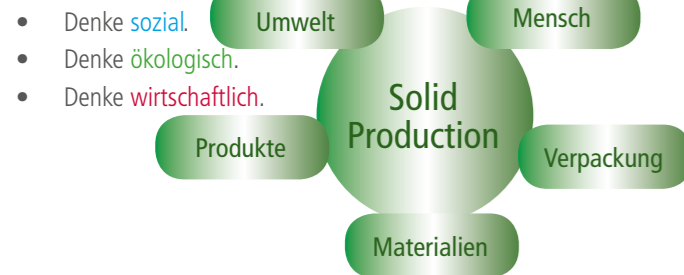 • Denke sozial.
• Denke ökologisch.
• Denke wirtschaftlich.
Umwelt
Mensch
Solid
Production
Produkte
Verpackung
Materialien